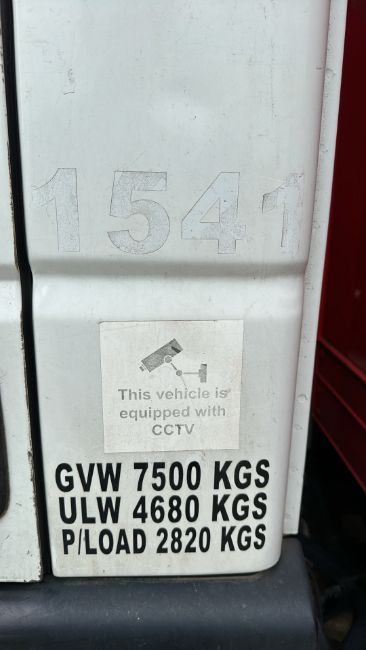 1541
This vehicle is
equipped with
CCTV
GVW 7500 KGS
ULW 4680 KGS
P/LOAD 2820 KGS